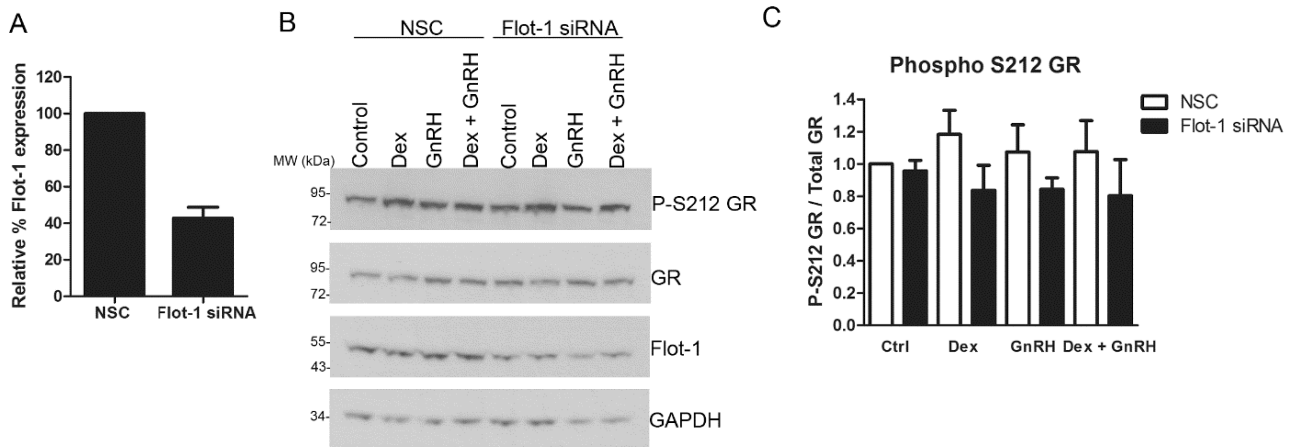 A
Relative % Flot-1 expression
120
100
80
60
40
20
0
NSC
Flot-1 siRNA
B
NSC
Flot-1 siRNA
Control
Dex
GnRH
Dex + GnRH
Control
Dex
GnRH
Dex + GnRH
MW (kDa)
95-
72-
P-S212 GR
95-
72-
GR
55-
43-
Flot-1
34-
GAPDH
C
Phospho S212 GR
NSC
Flot-1 siRNA
P-S212 GR / Total GR
1.4
1.2
1.0
0.8
0.6
0.4
0.2
0.0
Ctrl
Dex
GnRH
Dex + GnRH